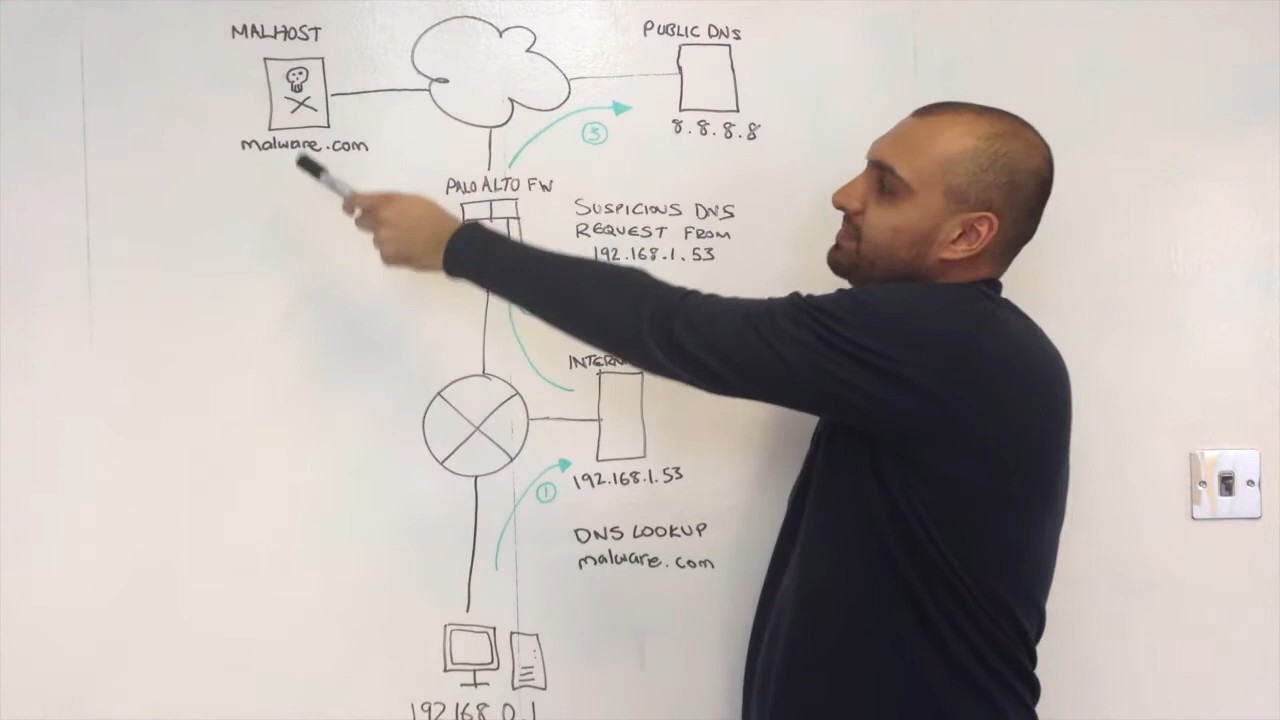 MALHOST
PUBLIC DNS
malware.com
8.8.8.8
3
PALO ALTO FW
SUSPICIOUS DNS
REQUEST FROM
192.168.1.53
192.168.1.53
1
DNS LOOKUP
malware.com
192.168.0.1